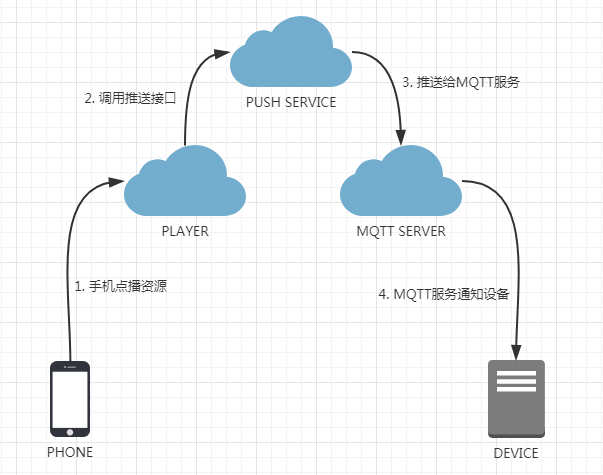 2. 调用推送接口
3. 推送给MQTT服务
PUSH SERVICE
PLAYER
MQTT SERVER
1. 手机点播资源
4. MQTT服务通知设备
PHONE
DEVICE